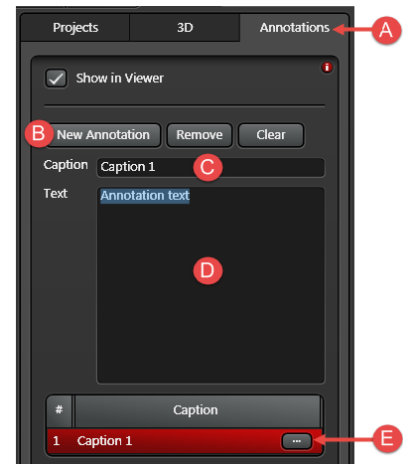 Projects 3D Annotations A
Show in Viewer i
B New Annotation Remove Clear
Caption Caption 1 C
Text Annotation text
D
# Caption
1 Caption 1 ... E